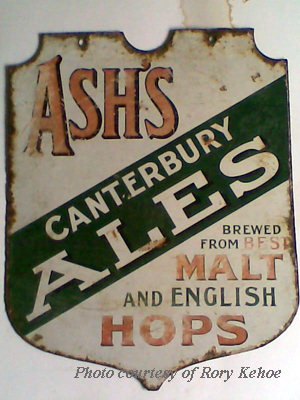 ASH'S
CANTERBURY
ALES
BREWED
FROM BEST
MALT
AND ENGLISH
HOPS
Photo courtesy of Rory Kehoe